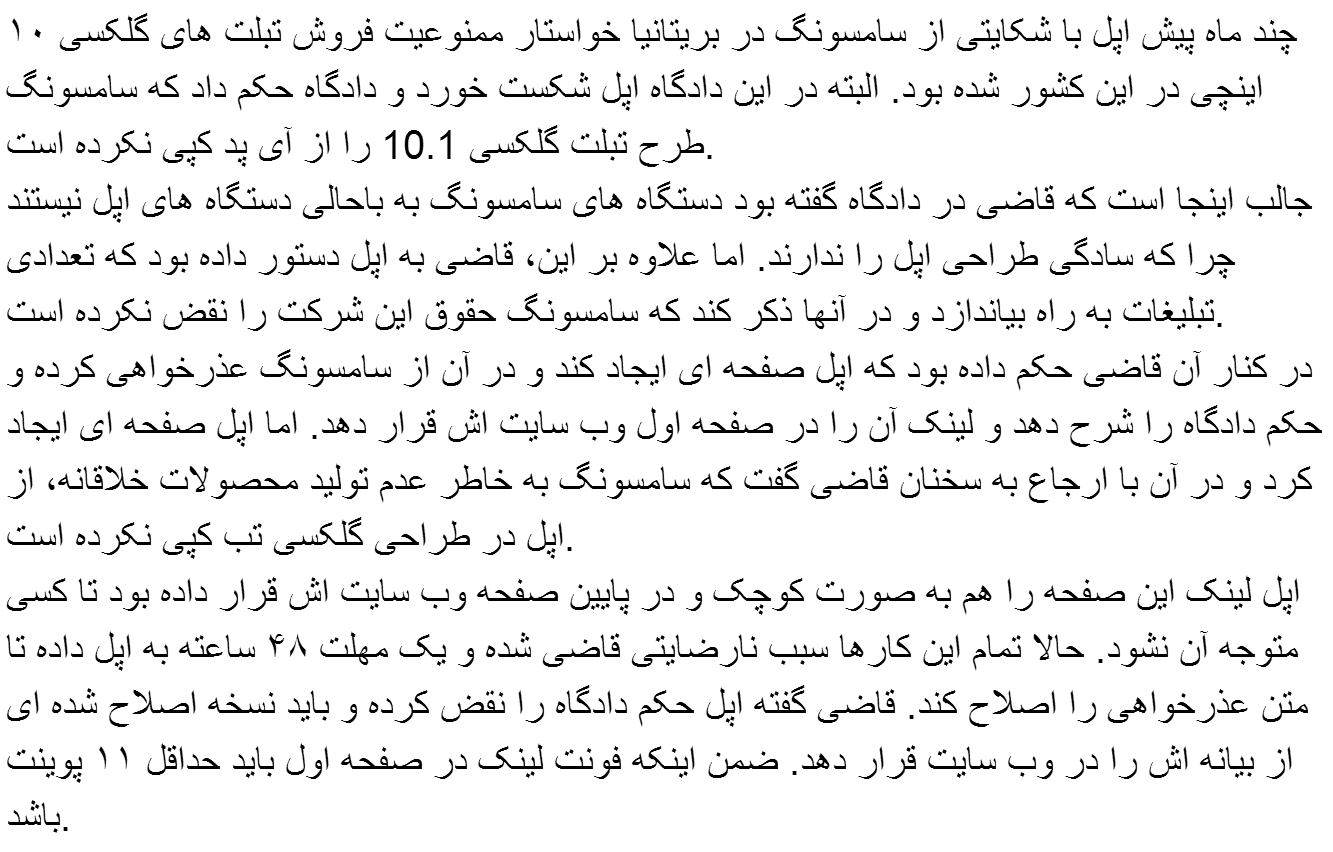 چند ماه پیش اپل با شکایتی از سامسونگ در بریتانیا خواستار ممنوعیت فروش تبلت های گلکسی ۱۰
اینچی در این کشور شده بود. البته در این دادگاه اپل شکست خورد و دادگاه حکم داد که سامسونگ
طرح تبلت گلکسی 10.1 را از آی پد کپی نکرده است.
جالب اینجا است که قاضی در دادگاه گفته بود دستگاه های سامسونگ به باحالی دستگاه های اپل نیستند
چرا که سادگی طراحی اپل را ندارند. اما علاوه بر این، قاضی به اپل دستور داده بود که تعدادی
تبلیغات به راه بیاندازد و در آنها ذکر کند که سامسونگ حقوق این شرکت را نقض نکرده است.
در کنار آن قاضی حکم داده بود که اپل صفحه ای ایجاد کند و در آن از سامسونگ عذرخواهی کرده و
حکم دادگاه را شرح دهد و لینک آن را در صفحه اول وب سایت اش قرار دهد. اما اپل صفحه ای ایجاد
کرد و در آن با ارجاع به سخنان قاضی گفت که سامسونگ به خاطر عدم تولید محصولات خلاقانه، از
اپل در طراحی گلکسی تب کپی نکرده است.
اپل لینک این صفحه را هم به صورت کوچک و در پایین صفحه وب سایت اش قرار داده بود تا کسی
متوجه آن نشود. حالا تمام این کارها سبب نارضایتی قاضی شده و یک مهلت ۴۸ ساعته به اپل داده تا
متن عذرخواهی را اصلاح کند. قاضی گفته اپل حکم دادگاه را نقض کرده و باید نسخه اصلاح شده ای
از بیانه اش را در وب سایت قرار دهد. ضمن اینکه فونت لینک در صفحه اول باید حداقل ۱۱ پوینت
باشد.